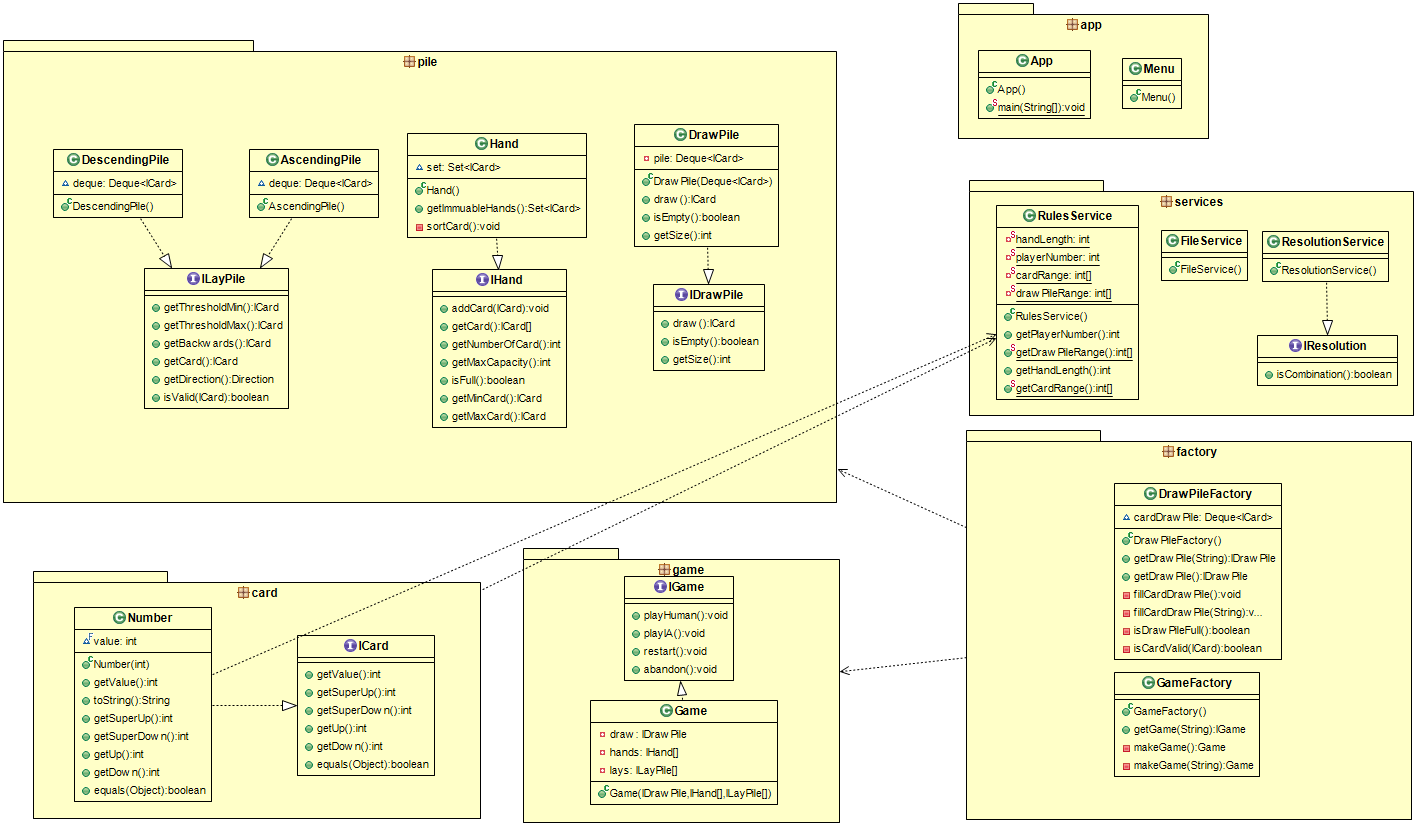 pile
DescendingPile
deque: Deque<ICard>
DescendingPile()
AscendingPile
deque: Deque<ICard>
AscendingPile()
Hand
set: Set<ICard>
Hand()
getImmuableHands():Set<ICard>
sortCard():void
DrawPile
pile: Deque<ICard>
DrawPile(Deque<ICard>)
draw():ICard
isEmpty():boolean
getSize():int
ILayPile
getThresholdMin():ICard
getThresholdMax():ICard
getBackwards():ICard
getCard():ICard
getDirection():Direction
isValid(ICard):boolean
IHand
addCard(ICard):void
getCard():ICard[]
getNumberOfCard():int
getMaxCapacity():int
isFull():boolean
getMinCard():ICard
getMaxCard():ICard
IDrawPile
draw():ICard
isEmpty():boolean
getSize():int
app
App
App()
main(String[]):void
Menu
Menu()
services
RulesService
handLength: int
playerNumber: int
cardRange: int[]
drawPileRange: int[]
RulesService()
getPlayerNumber():int
getDrawPileRange():int[]
getHandLength():int
getCardRange():int[]
FileService
FileService()
ResolutionService
ResolutionService()
IResolution
isCombination():boolean
card
Number
value: int
Number(int)
getValue():int
toString():String
getSuperUp():int
getSuperDown():int
getUp():int
getDown():int
equals(Object):boolean
ICard
getValue():int
getSuperUp():int
getSuperDown():int
getUp():int
getDown():int
equals(Object):boolean
game
IGame
playHuman():void
playIA():void
restart():void
abandon():void
Game
draw: IDrawPile
hands: IHand[]
lays: ILayPile[]
Game(IDrawPile,IHand[],ILayPile[])
factory
DrawPileFactory
cardDrawPile: Deque<ICard>
DrawPileFactory()
getDrawPile(String):IDrawPile
getDrawPile():IDrawPile
fillCardDrawPile():void
fillCardDrawPile(String):v...
isDrawPileFull():boolean
isCardValid(ICard):boolean
GameFactory
GameFactory()
getGame(String):IGame
makeGame():Game
makeGame(String):Game